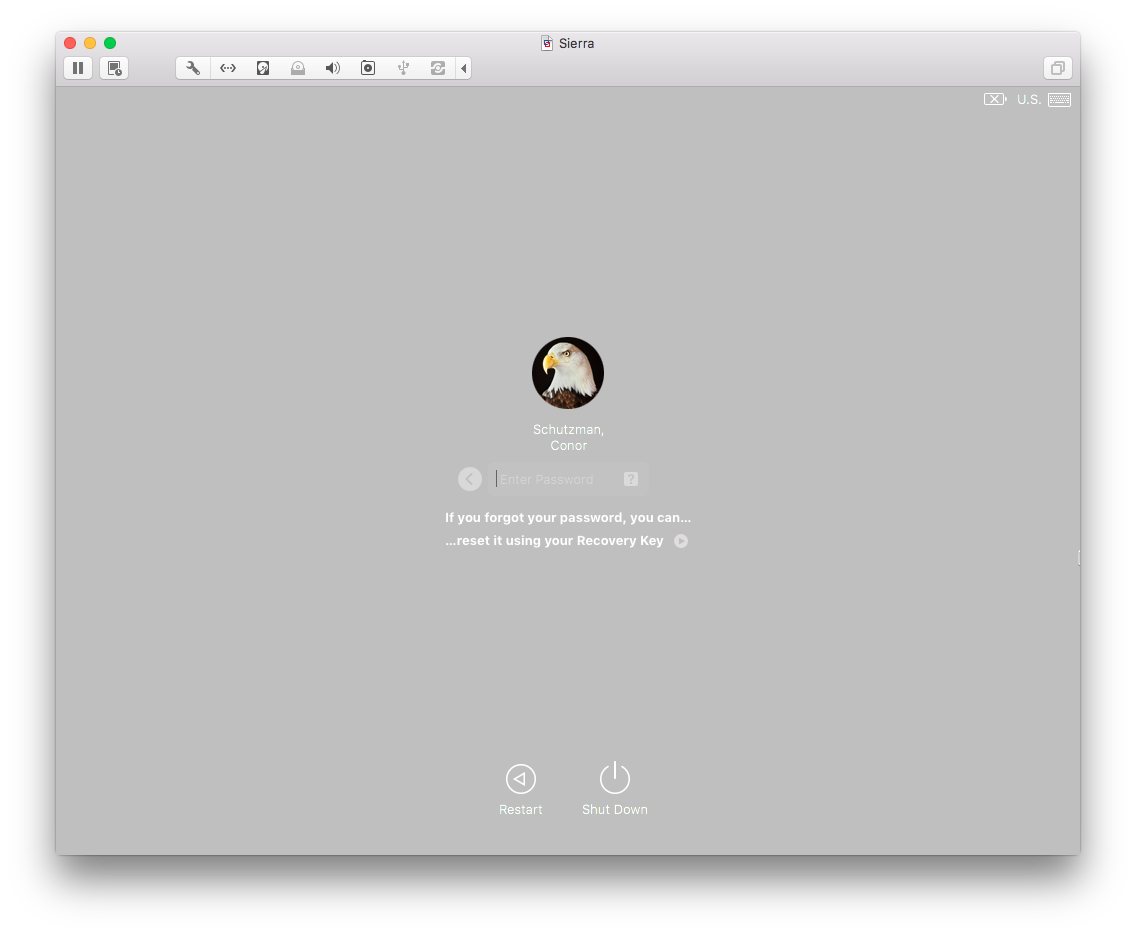 Sierra
U.S.
Schutzman,
Conor
Enter Password
?
If you forgot your password, you can...
...reset it using your Recovery Key
Restart
Shut Down